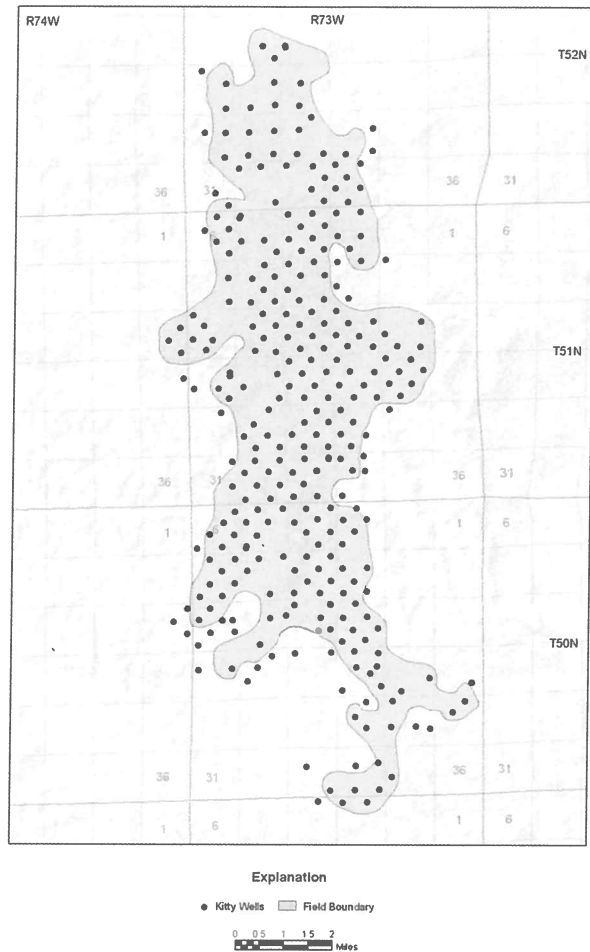 R74W R73W
T52N
36 31 36 31
1 6 1 6
T51N
36 31 36 31
1 6 1 6
T50N
36 31 36 31
1 6 1 6
Explanation
Kitty Wells Field Boundary
0 0.5 1 1.5 2
Miles